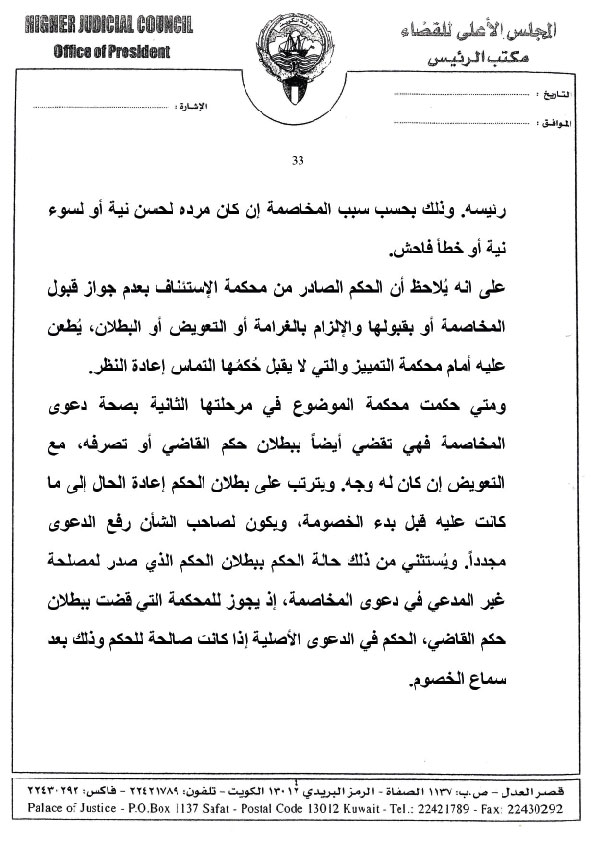 HIGHER JUDICIAL COUNCIL
Office of President
المجلس الأعلى للقضاء
مكتب الرئيس
التاريخ :
الموافق :
الإشارة :
33
رئيسه. وذلك بحسب سبب المخاصمة إن كان مرده لحسن نية أو لسوء
نية أو خطأ فاحش.
على انه يُلاحظ أن الحكم الصادر من محكمة الإستئناف بعدم جواز قبول
المخاصمة أو بقبولها والإلزام بالغرامة أو التعويض أو البطلان، يُطعن
عليه أمام محكمة التمييز والتي لا يقبل حُكمُها التماس إعادة النظر.
ومتي حكمت محكمة الموضوع في مرحلتها الثانية بصحة دعوى
المخاصمة فهي تقضي أيضاً ببطلان حكم القاضي أو تصرفه، مع
التعويض إن كان له وجه. ويترتب على بطلان الحكم إعادة الحال إلى ما
كانت عليه قبل بدء الخصومة، ويكون لصاحب الشأن رفع الدعوى
مجدداً. ويُستثني من ذلك حالة الحكم ببطلان الحكم الذي صدر لمصلحة
غير المدعي في دعوى المخاصمة، إذ يجوز للمحكمة التي قضت ببطلان
حكم القاضي، الحكم في الدعوى الأصلية إذا كانت صالحة للحكم وذلك بعد
سماع الخصوم.
قصر العدل - ص.ب: ١١٣٧ الصفاة - الرمز البريدي ١٣٠١٢ الكويت - تلفون: ٢٢٤٢١٧٨٩ - فاكس: ٢٢٤٣٠٢٩٢
Palace of Justice - P.O.Box 1137 Safat - Postal Code 13012 Kuwait - Tel.: 22421789 - Fax: 22430292